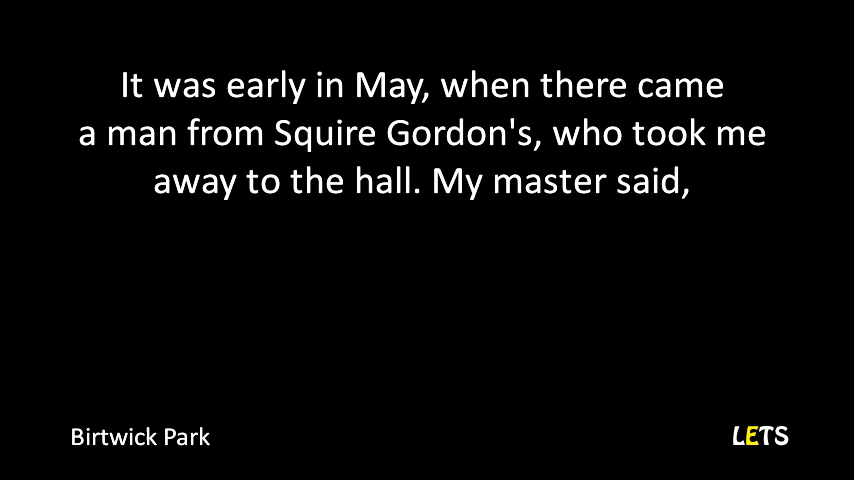 It was early in May, when there came
a man from Squire Gordon's, who took me
away to the hall. My master said,
Birtwick Park
LETS